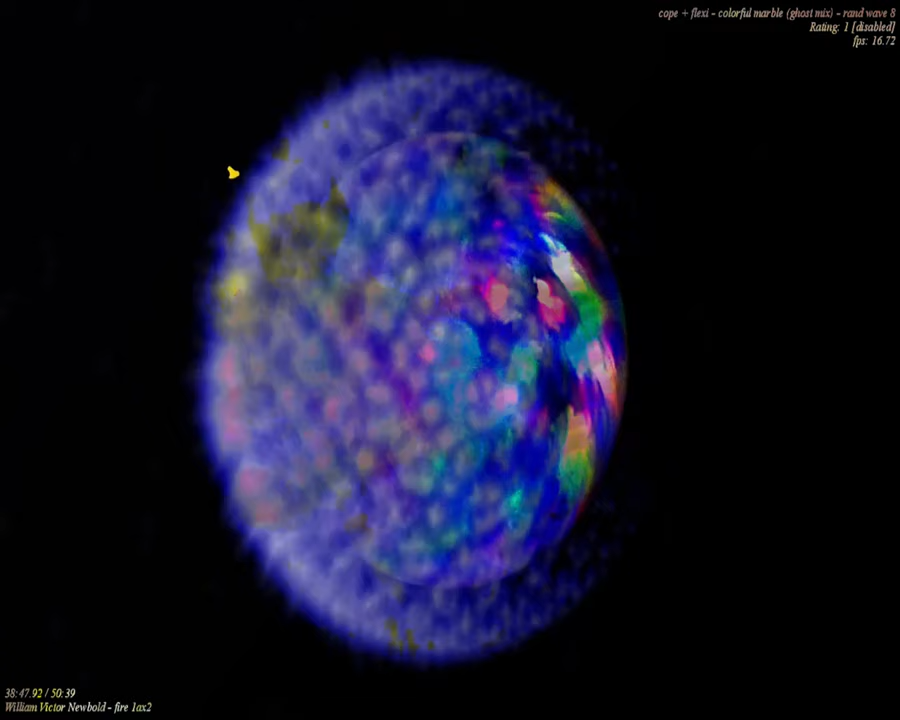 cope + flexi - colorful marble (ghost mix) - rand wave 8
Rating: 1 [disabled]
fps: 16.72
38:47.92 / 50:39
William Victor Newbold - fire 1ax2